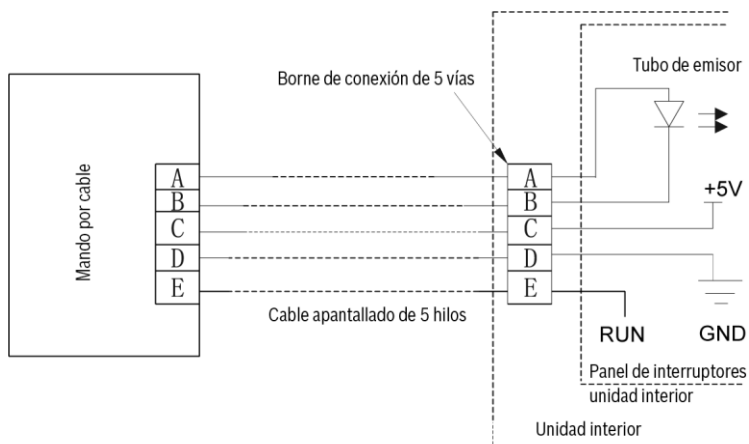 Tubo de emisor
Borne de conexión de 5 vías
Mando por cable
A
B
C
D
E
A
B
C
D
E
+5V
Cable apantallado de 5 hilos
RUN
GND
Panel de interruptores
unidad interior
Unidad interior